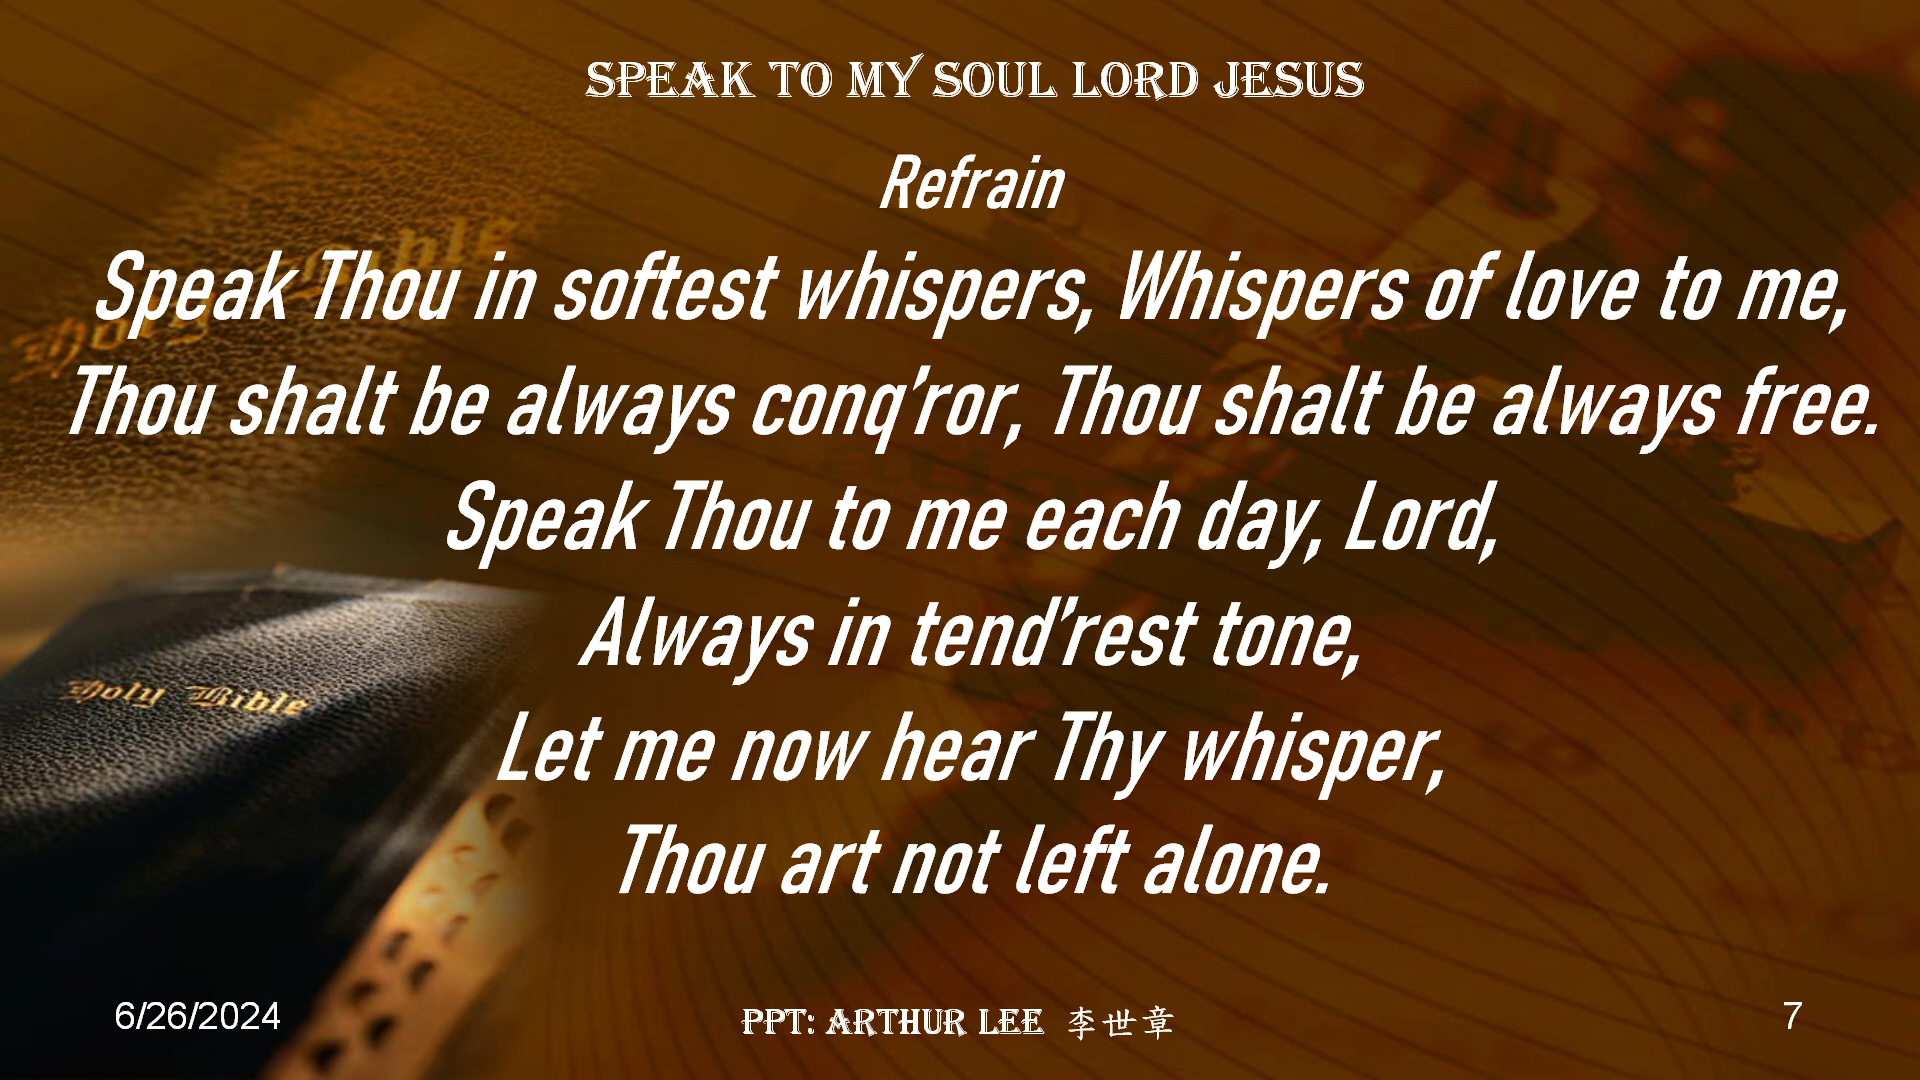 SPEAK TO MY SOUL LORD JESUS
Refrain
Speak Thou in softest whispers, Whispers of love to me,
Thou shalt be always conq'ror, Thou shalt be always free.
Speak Thou to me each day, Lord,
Always in tend'rest tone,
Let me now hear Thy whisper,
Thou art not left alone.
Holy Bible
Holy Bible
6/26/2024
PPT: ARTHUR LEE 李世章
7